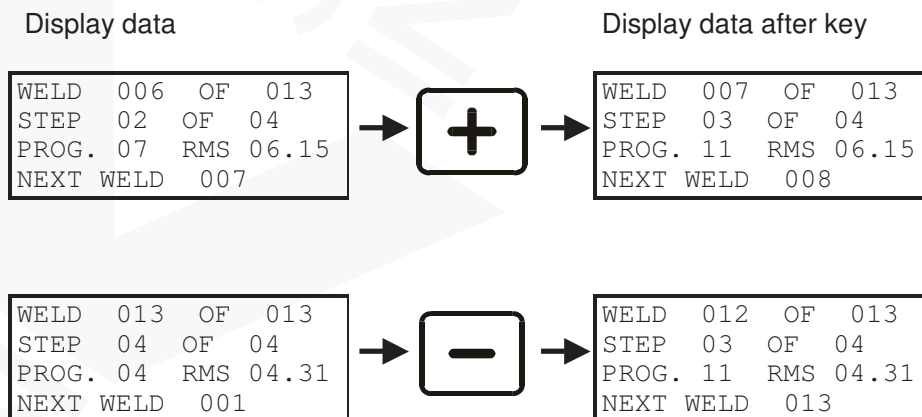 Display data
Display data after key
WELD 006 OF 013
STEP 02 OF 04
PROG. 07 RMS 06.15
NEXT WELD 007
+
WELD 007 OF 013
STEP 03 OF 04
PROG. 11 RMS 06.15
NEXT WELD 008
WELD 013 OF 013
STEP 04 OF 04
PROG. 04 RMS 04.31
NEXT WELD 001
-
WELD 012 OF 013
STEP 03 OF 04
PROG. 11 RMS 04.31
NEXT WELD 013